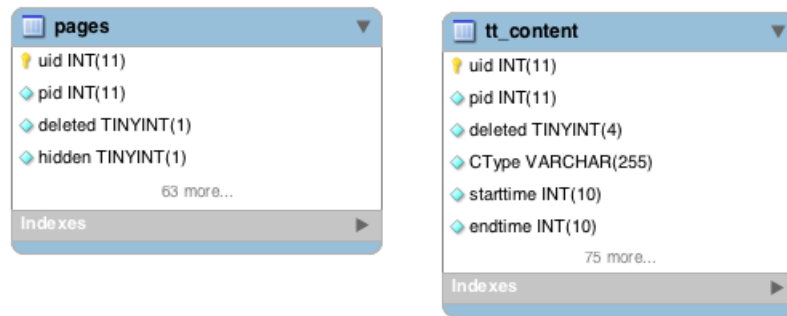 pages
uid INT(11)
pid INT(11)
deleted TINYINT(1)
hidden TINYINT(1)
63 more...
Indexes
tt_content
uid INT(11)
pid INT(11)
deleted TINYINT(4)
CType VARCHAR(255)
starttime INT(10)
endtime INT(10)
75 more...
Indexes